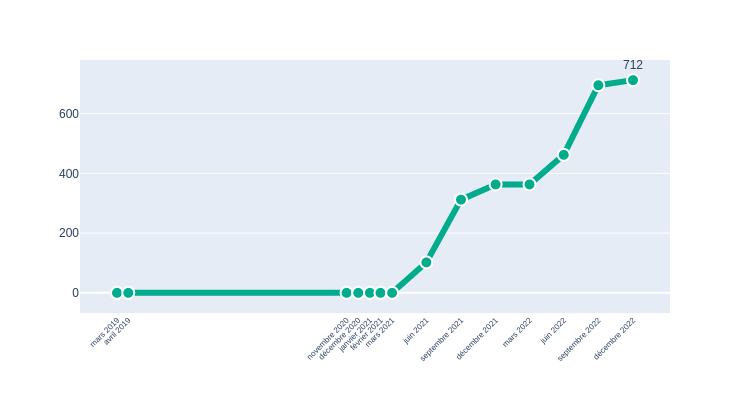 712
600
400
200
0
mars 2019
avril 2019
novembre 2020
décembre 2020
janvier 2021
février 2021
mars 2021
juin 2021
septembre 2021
décembre 2021
mars 2022
juin 2022
septembre 2022
décembre 2022